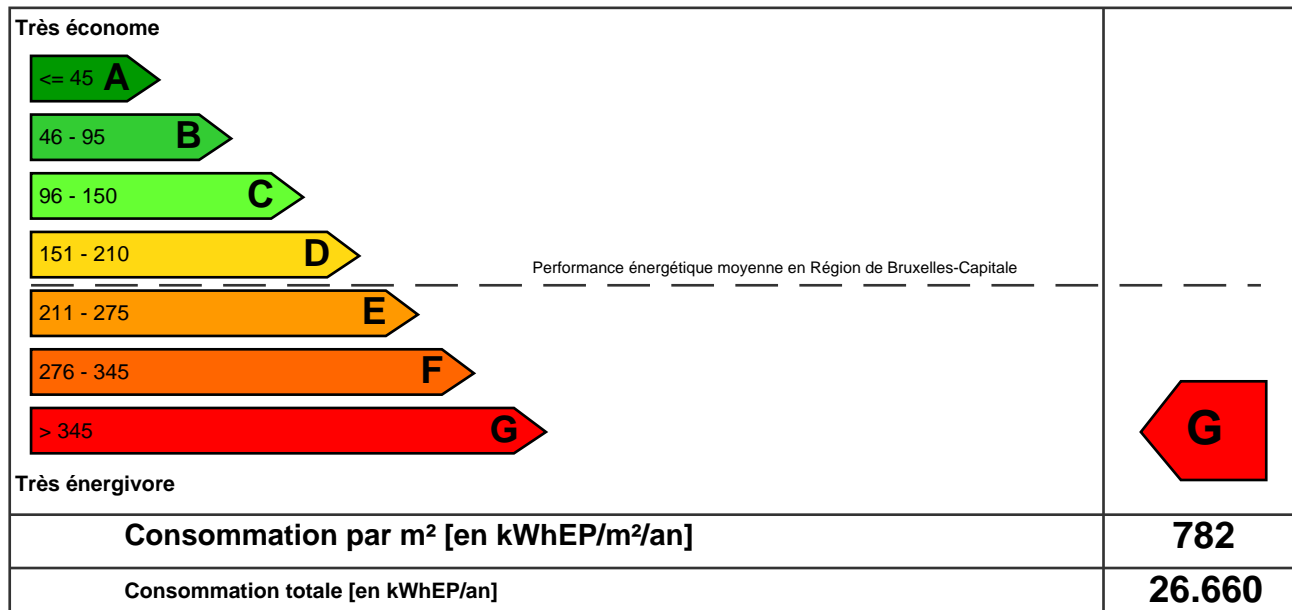 Très économe
<= 45 A
46 - 95 B
96 - 150 C
151 - 210 D
Performance énergétique moyenne en Région de Bruxelles-Capitale
211 - 275 E
276 - 345 F
> 345 G
G
Très énergivore
Consommation par m² [en kWhEP/m²/an] 782
Consommation totale [en kWhEP/an] 26.660